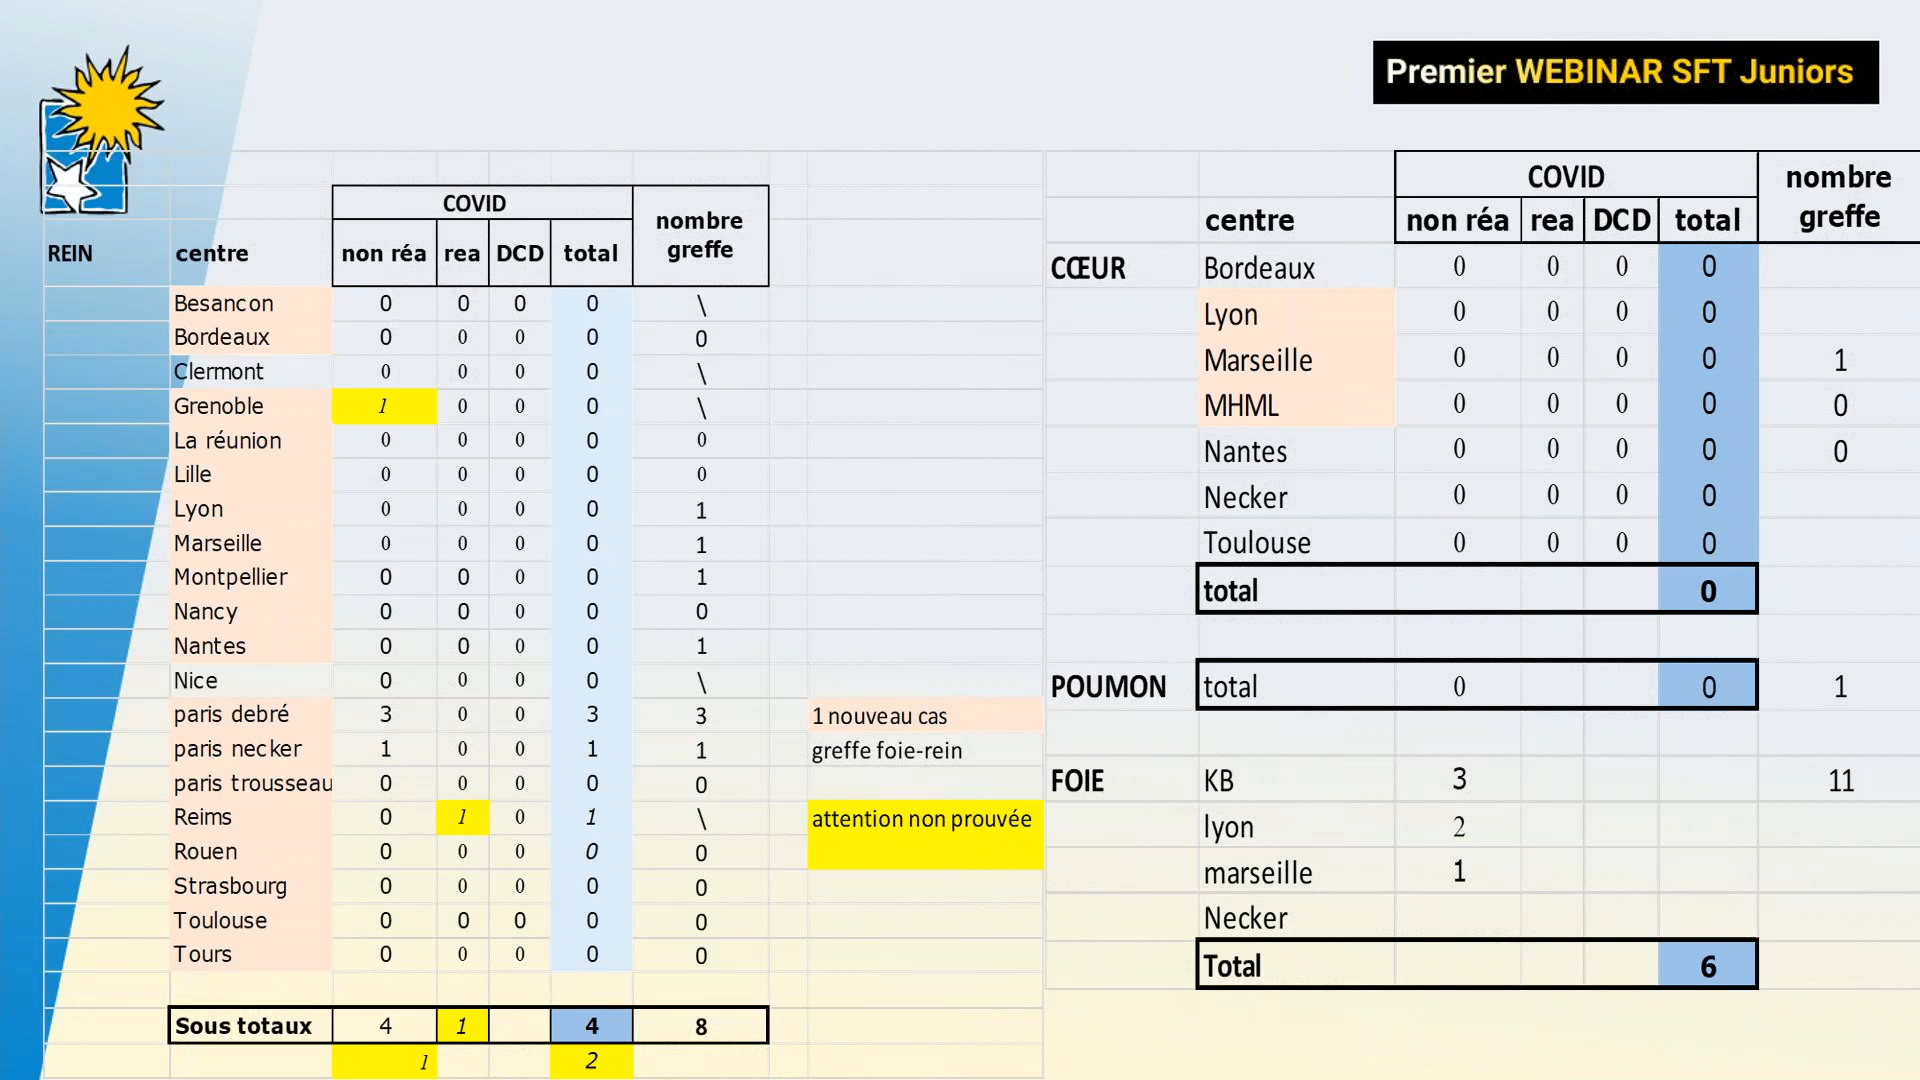 Premier WEBINAR SFT Juniors
COVID nombre greffe
REIN centre non réa rea DCD total
Besancon 0 0 0 0 \
Bordeaux 0 0 0 0 0
Clermont 0 0 0 0 \
Grenoble 1 0 0 0 \
La réunion 0 0 0 0 0
Lille 0 0 0 0 0
Lyon 0 0 0 0 1
Marseille 0 0 0 0 1
Montpellier 0 0 0 0 1
Nancy 0 0 0 0 0
Nantes 0 0 0 0 1
Nice 0 0 0 0 \
paris debré 3 0 0 3 3 1 nouveau cas
paris necker 1 0 0 1 1 greffe foie-rein
paris trousseau 0 0 0 0 0
Reims 0 1 0 1 \ attention non prouvée
Rouen 0 0 0 0 0
Strasbourg 0 0 0 0 0
Toulouse 0 0 0 0 0
Tours 0 0 0 0 0
Sous totaux 4 1 4 8
1 2
COVID nombre greffe
centre non réa rea DCD total
CŒUR Bordeaux 0 0 0 0
Lyon 0 0 0 0
Marseille 0 0 0 0 1
MHML 0 0 0 0 0
Nantes 0 0 0 0 0
Necker 0 0 0 0
Toulouse 0 0 0 0
total 0
POUMON total 0 0 1
FOIE KB 3 11
lyon 2
marseille 1
Necker
Total 6